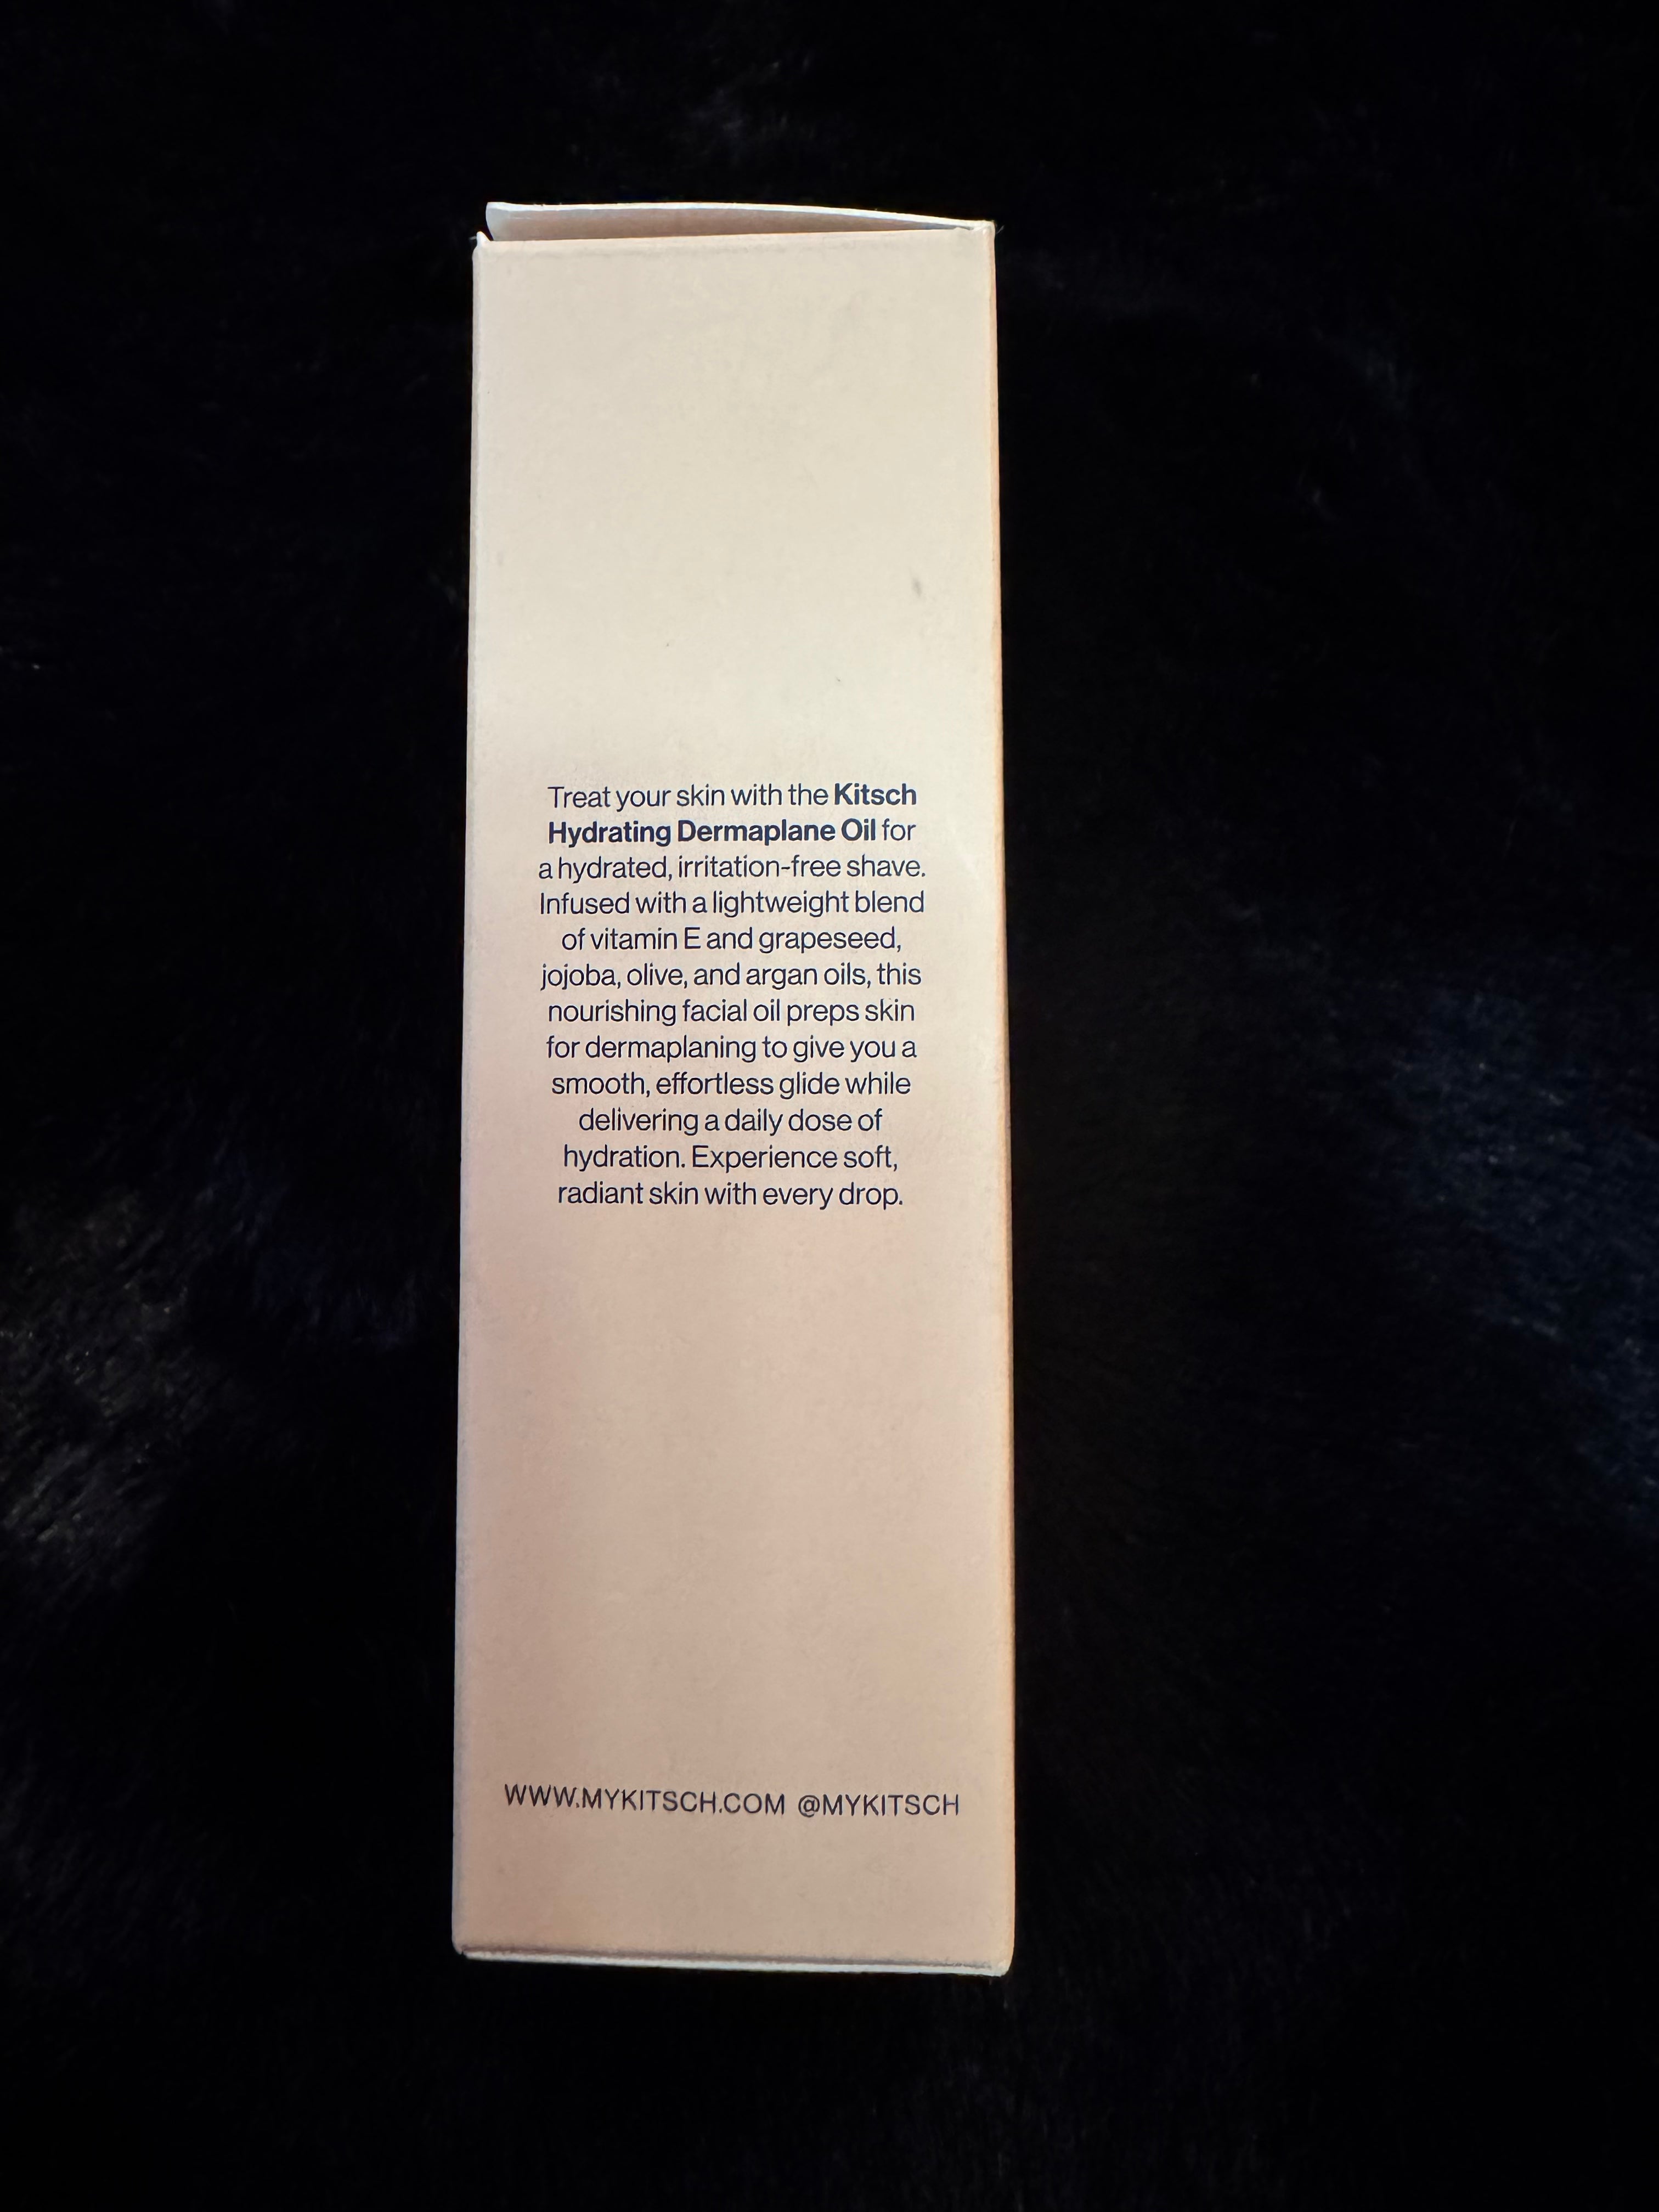 Treat your skin with the Kitsch
Hydrating Dermaplane Oil for
a hydrated, irritation-free shave.
Infused with a lightweight blend
of vitamin E and grapeseed,
jojoba, olive, and argan oils, this
nourishing facial oil preps skin
for dermaplaning to give you a
smooth, effortless glide while
delivering a daily dose of
hydration. Experience soft,
radiant skin with every drop.
WWW.MYKITSCH.COM @MYKITSCH